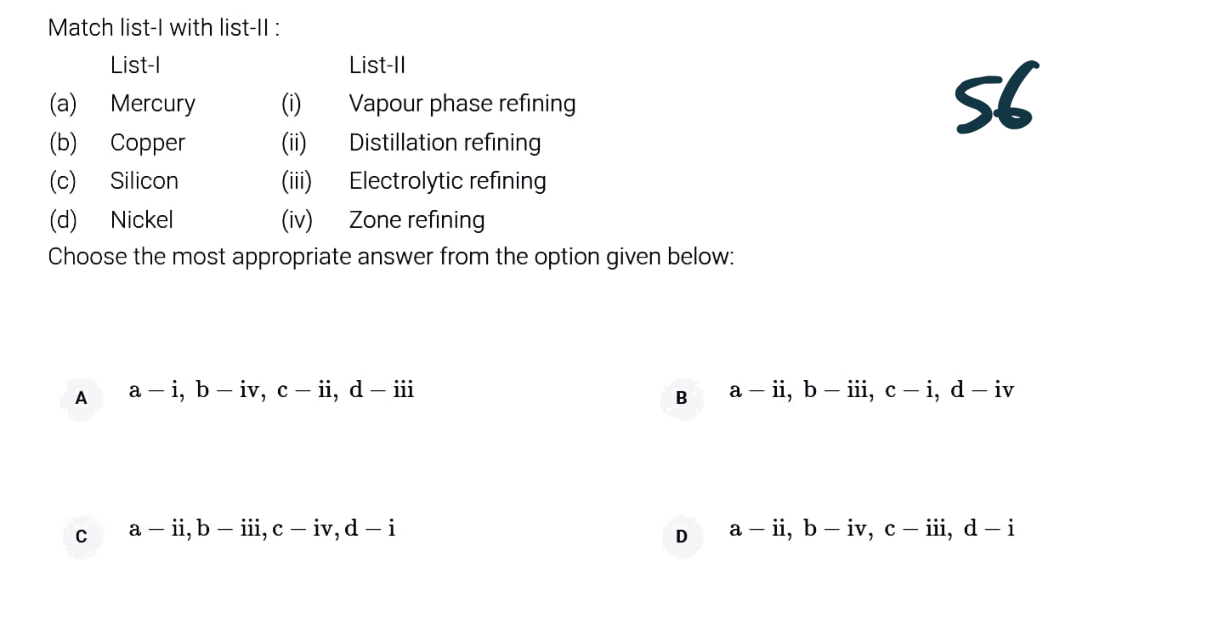 Match list-I with list-II :
List-I List-II
(a) Mercury (i) Vapour phase refining
(b) Copper (ii) Distillation refining
(c) Silicon (iii) Electrolytic refining
(d) Nickel (iv) Zone refining
Choose the most appropriate answer from the option given below:
56
A a – i, b – iv, c – ii, d – iii
B a – ii, b – iii, c – i, d – iv
C a – ii, b – iii, c – iv, d – i
D a – ii, b – iv, c – iii, d – i